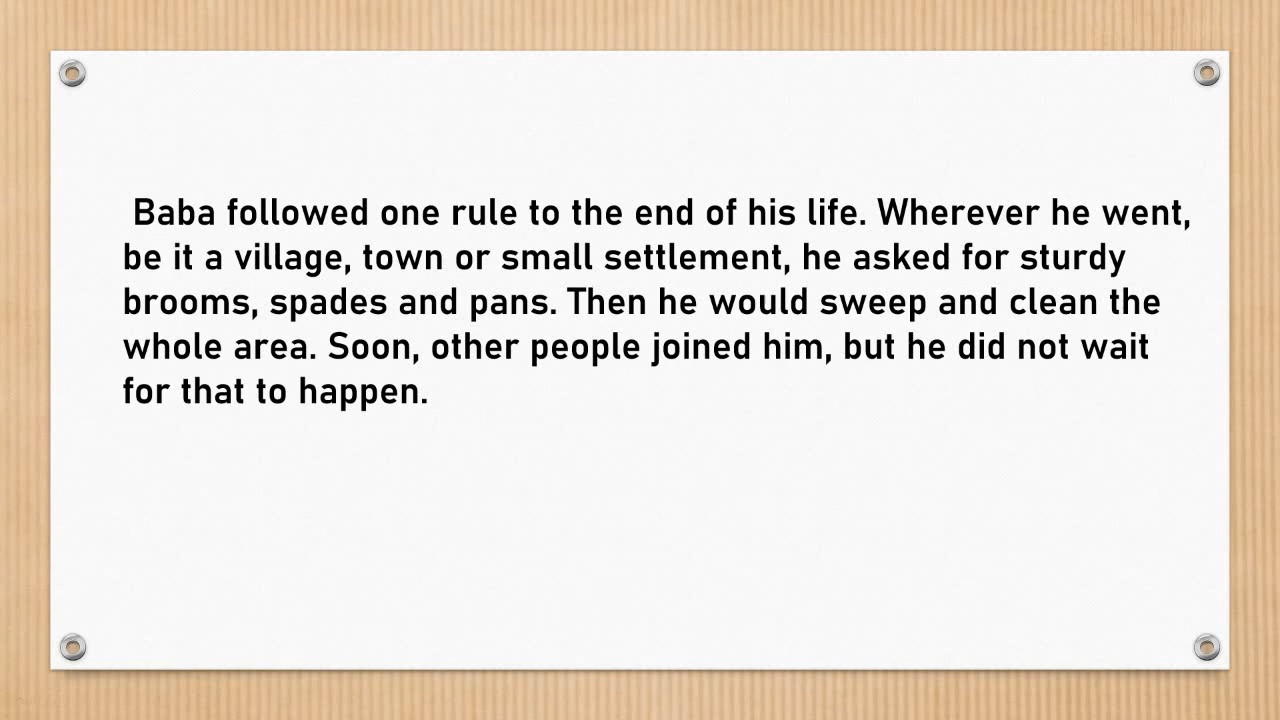 Baba followed one rule to the end of his life. Wherever he went,
be it a village, town or small settlement, he asked for sturdy
brooms, spades and pans. Then he would sweep and clean the
whole area. Soon, other people joined him, but he did not wait
for that to happen.